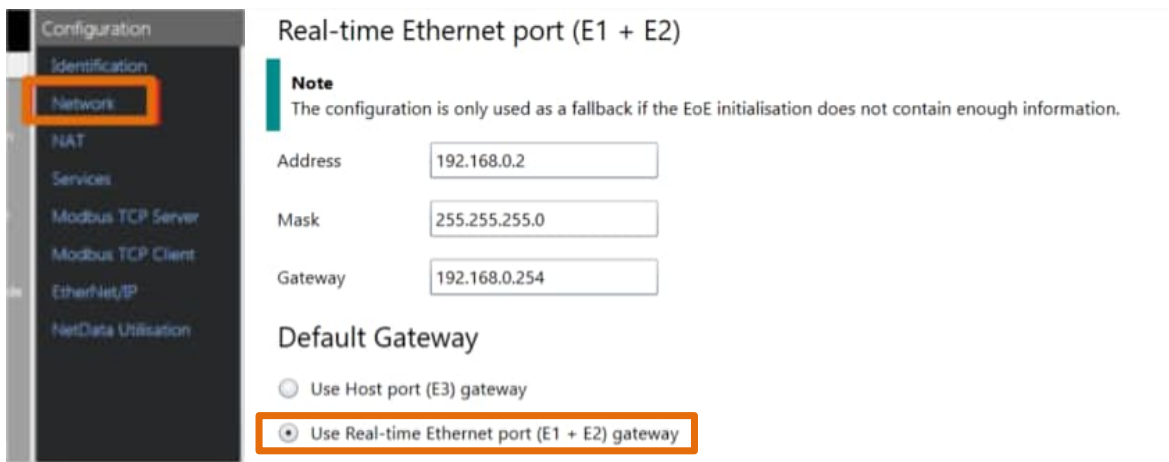 Configuration
Identification
Network
NAT
Services
Modbus TCP Server
Modbus TCP Client
EtherNet/IP
NetData Utilisation
Real-time Ethernet port (E1 + E2)
Note
The configuration is only used as a fallback if the EoE initialisation does not contain enough information.
Address 192.168.0.2
Mask 255.255.255.0
Gateway 192.168.0.254
Default Gateway
Use Host port (E3) gateway
Use Real-time Ethernet port (E1 + E2) gateway